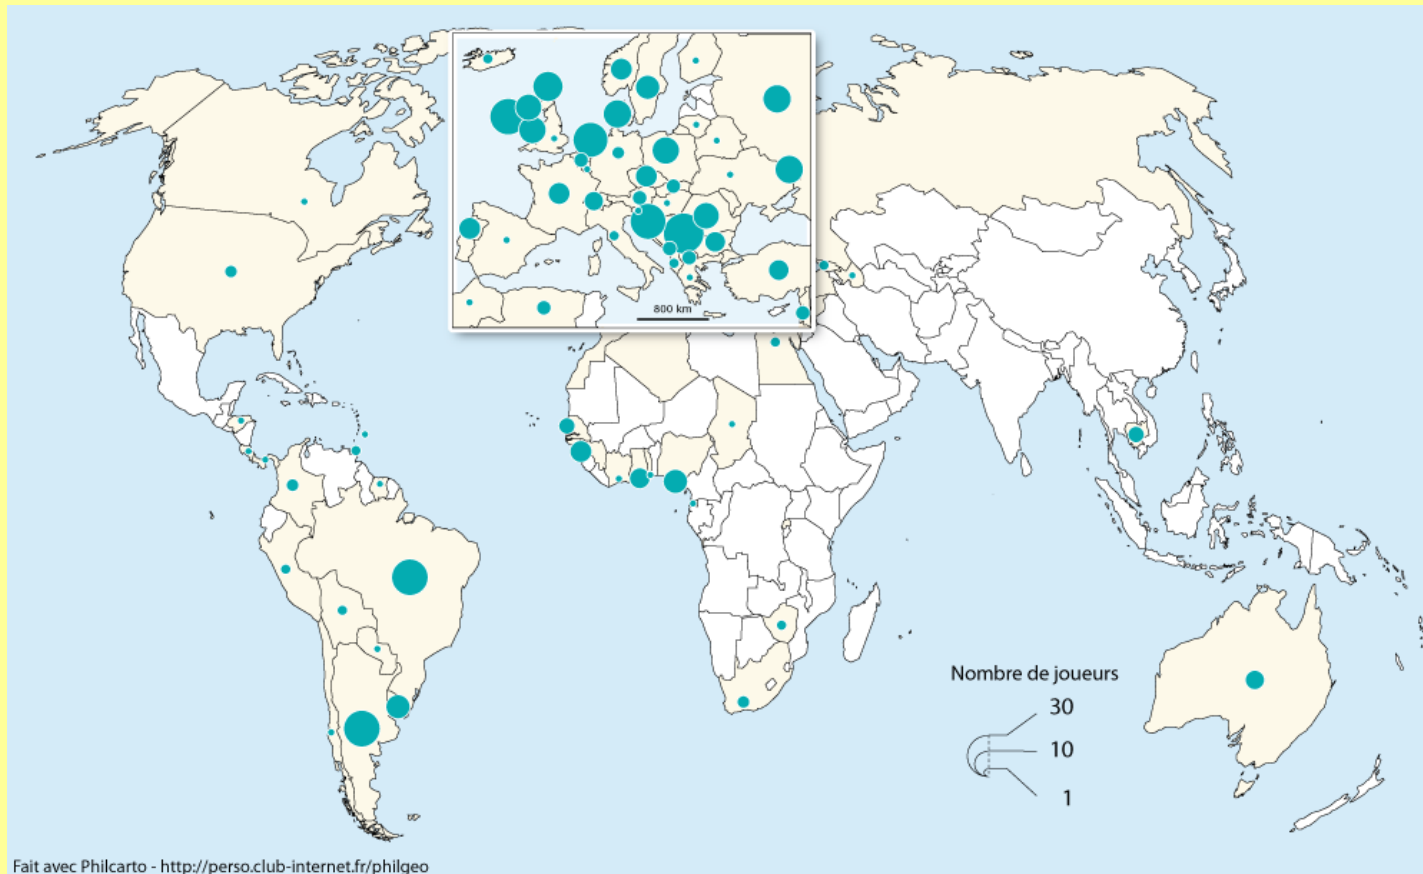 800 km
Nombre de joueurs
30
10
1
Fait avec Philcarto - http://perso.club-internet.fr/philgeo